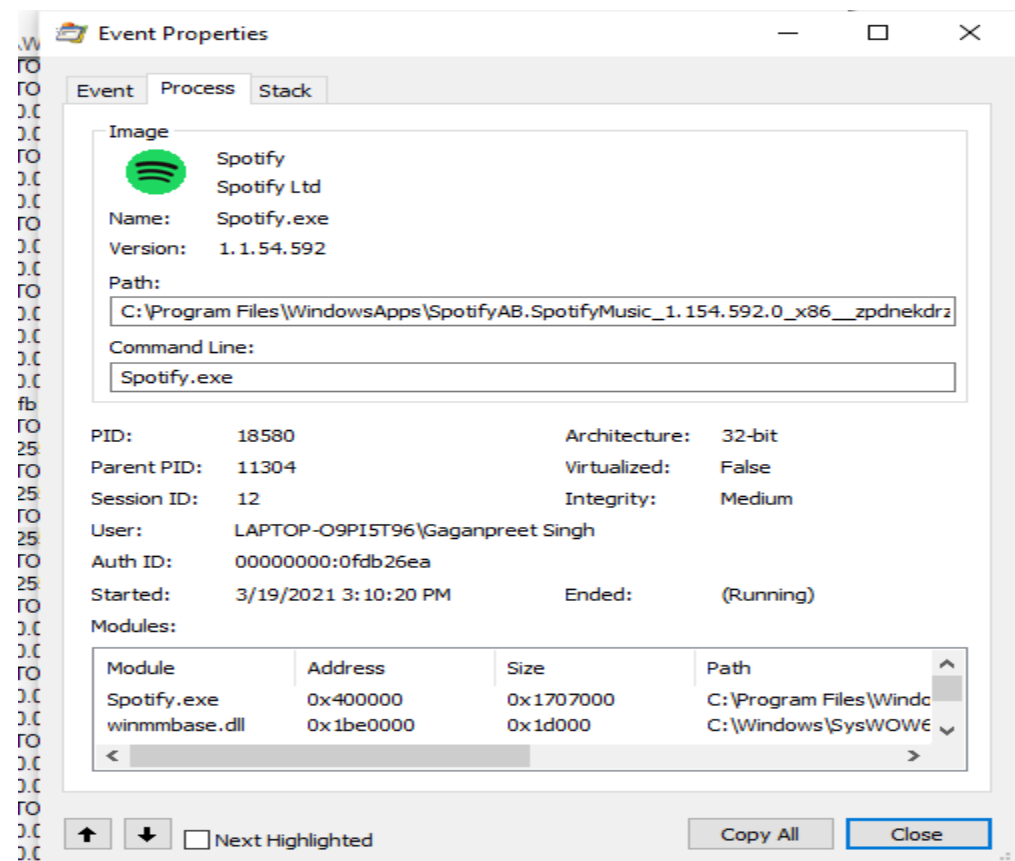 Event Properties
Event Process Stack
Image
Spotify
Spotify Ltd
Name: Spotify.exe
Version: 1.1.54.592
Path:
C:\Program Files\WindowsApps\SpotifyAB.SpotifyMusic_1.154.592.0_x86__zpdnekdrz
Command Line:
Spotify.exe
PID: 18580 Architecture: 32-bit
Parent PID: 11304 Virtualized: False
Session ID: 12 Integrity: Medium
User: LAPTOP-O9PI5T96\Gaganpreet Singh
Auth ID: 00000000:0fdb26ea
Started: 3/19/2021 3:10:20 PM Ended: (Running)
Modules:
Module Address Size Path
Spotify.exe 0x400000 0x1707000 C:\Program Files\Windo
winmmbase.dll 0x1be0000 0x1d000 C:\Windows\SysWOW6
Next Highlighted Copy All Close